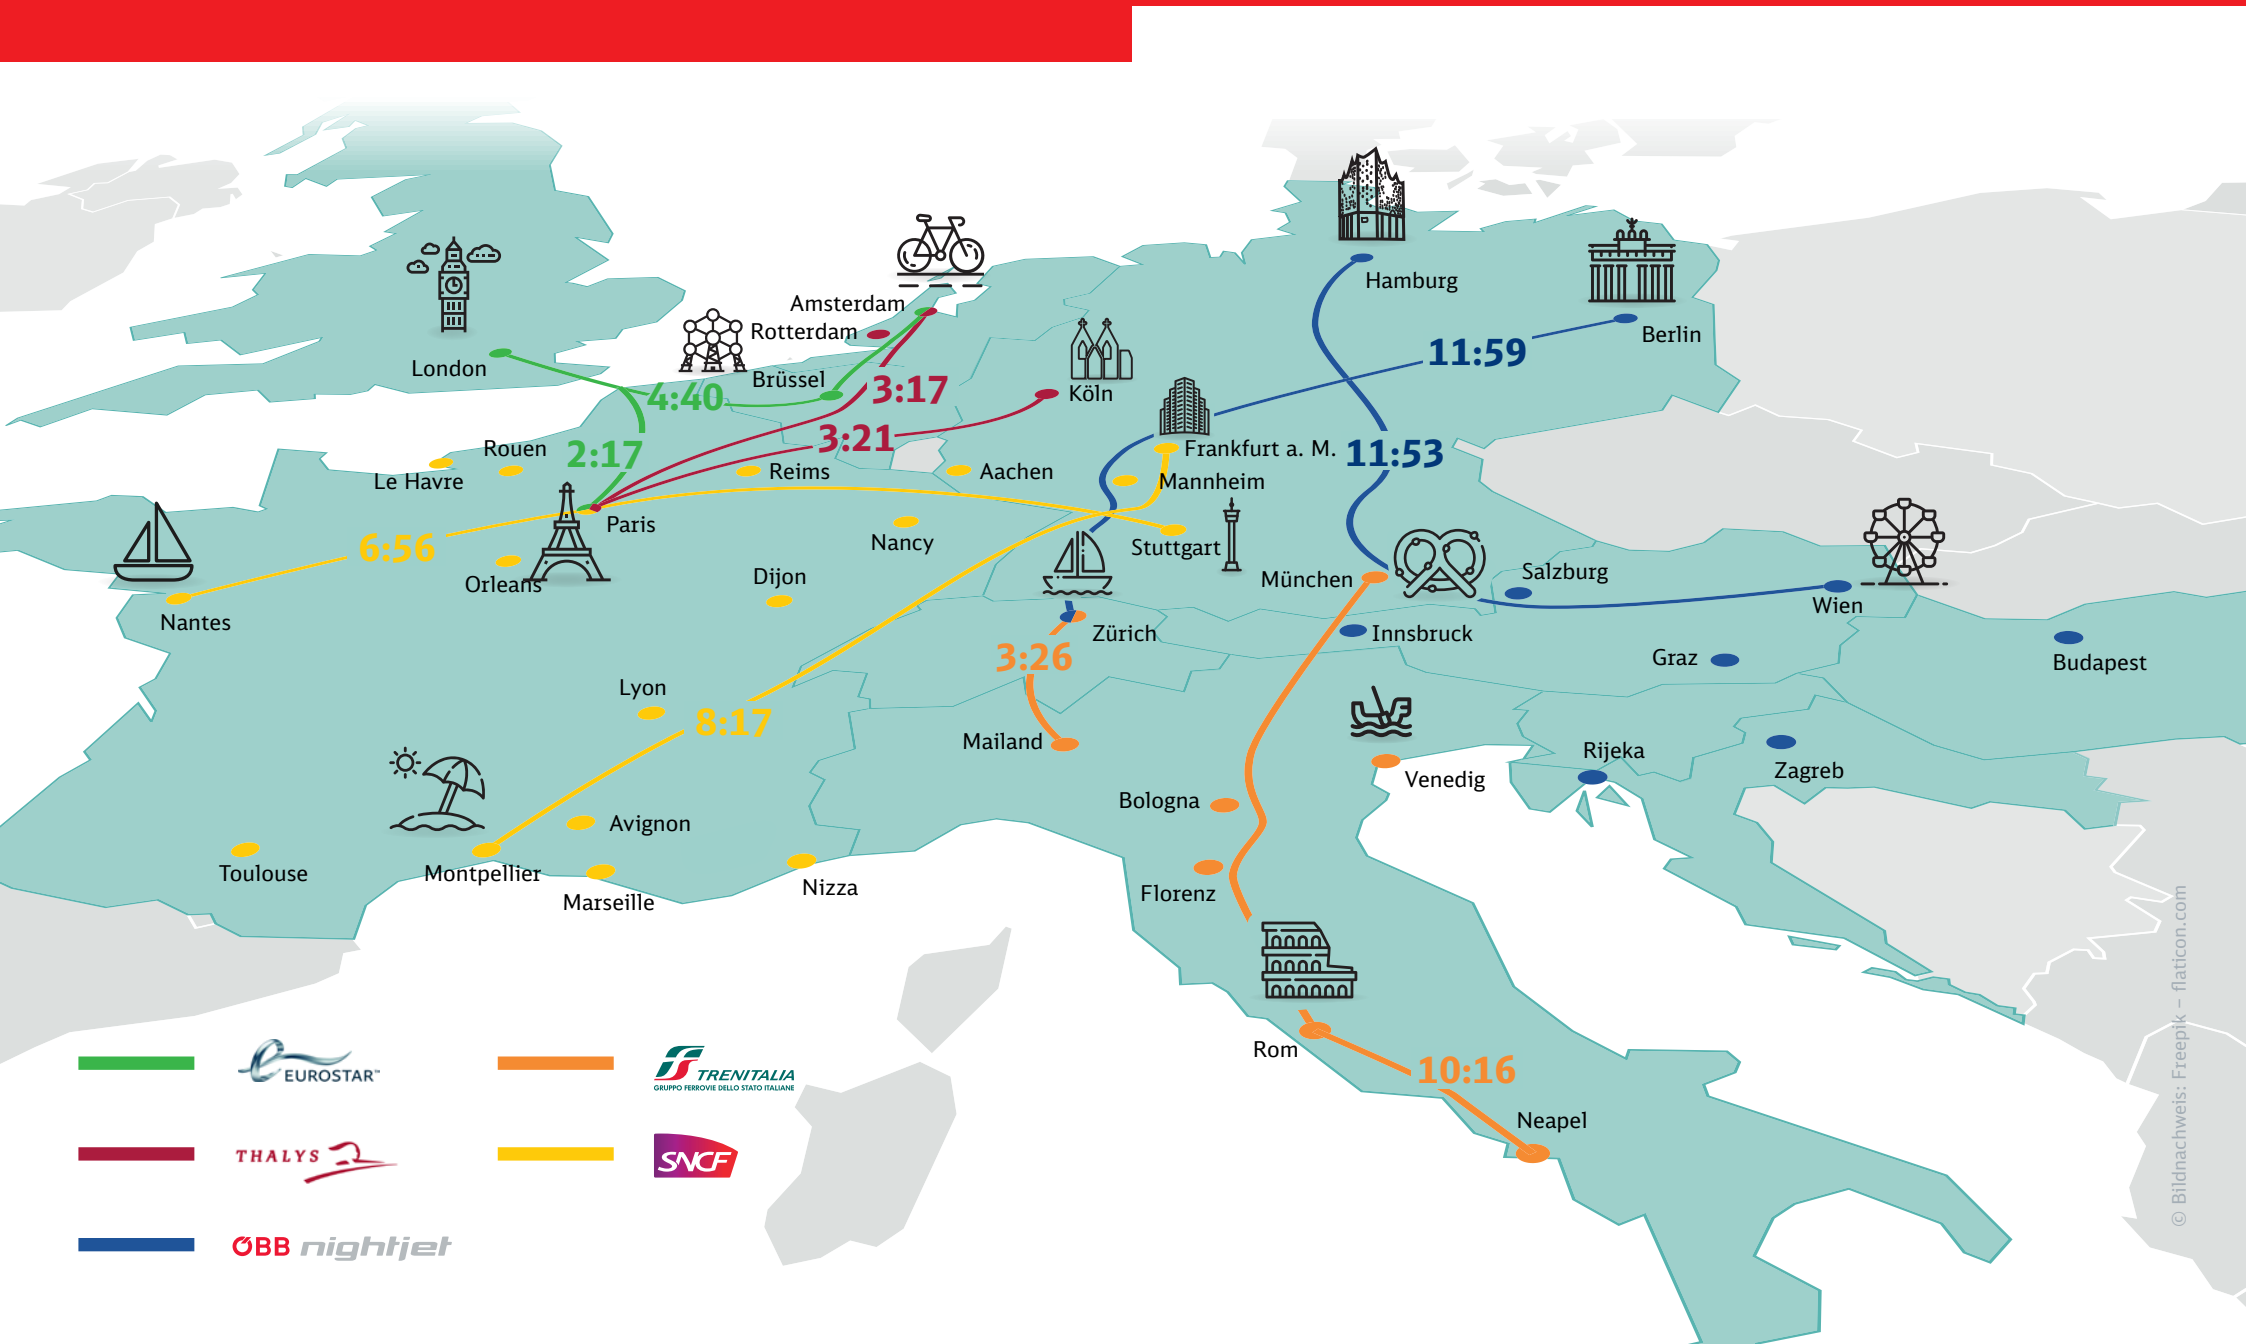 Hamburg
Amsterdam
Rotterdam
Berlin
11:59
London
Brüssel
4:40
3:17
Köln
3:21
Rouen
2:17
Frankfurt a. M.
11:53
Le Havre
Reims
Aachen
Mannheim
Paris
6:56
Nancy
Stuttgart
Orleans
Dijon
München
Salzburg
Nantes
Wien
Zürich
Innsbruck
3:26
Graz
Budapest
Lyon
8:17
Mailand
Rijeka
Venedig
Zagreb
Bologna
Avignon
Toulouse
Montpellier
Nizza
Marseille
Florenz
Rom
10:16
Neapel
EUROSTAR™
TRENITALIA
GRUPPO FERROVIE DELLO STATO ITALIANE
THALYS
SNCF
ÖBB nightjet
© Bildnachweis: Freepik – flaticon.com